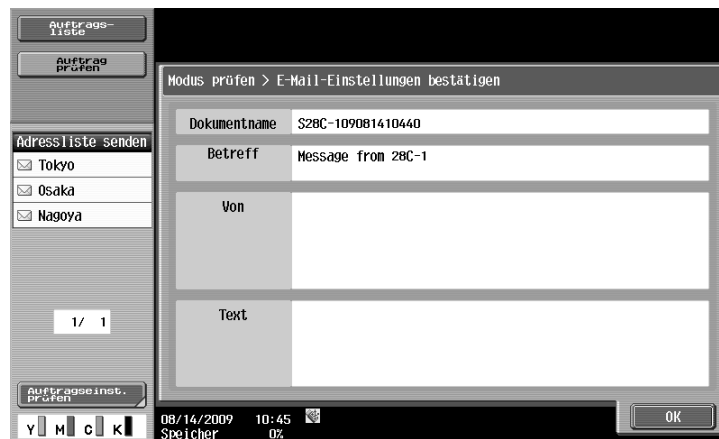 Auftrags-
liste
Auftrag
prüfen
Modus prüfen > E-Mail-Einstellungen bestätigen
Adressliste senden
Tokyo
Osaka
Nagoya
1/ 1
Auftragseinst.
prüfen
Y M C K
Dokumentname S28C-109081410440
Betreff Message from 28C-1
Von
Text
08/14/2009 10:45
Speicher 0%
OK